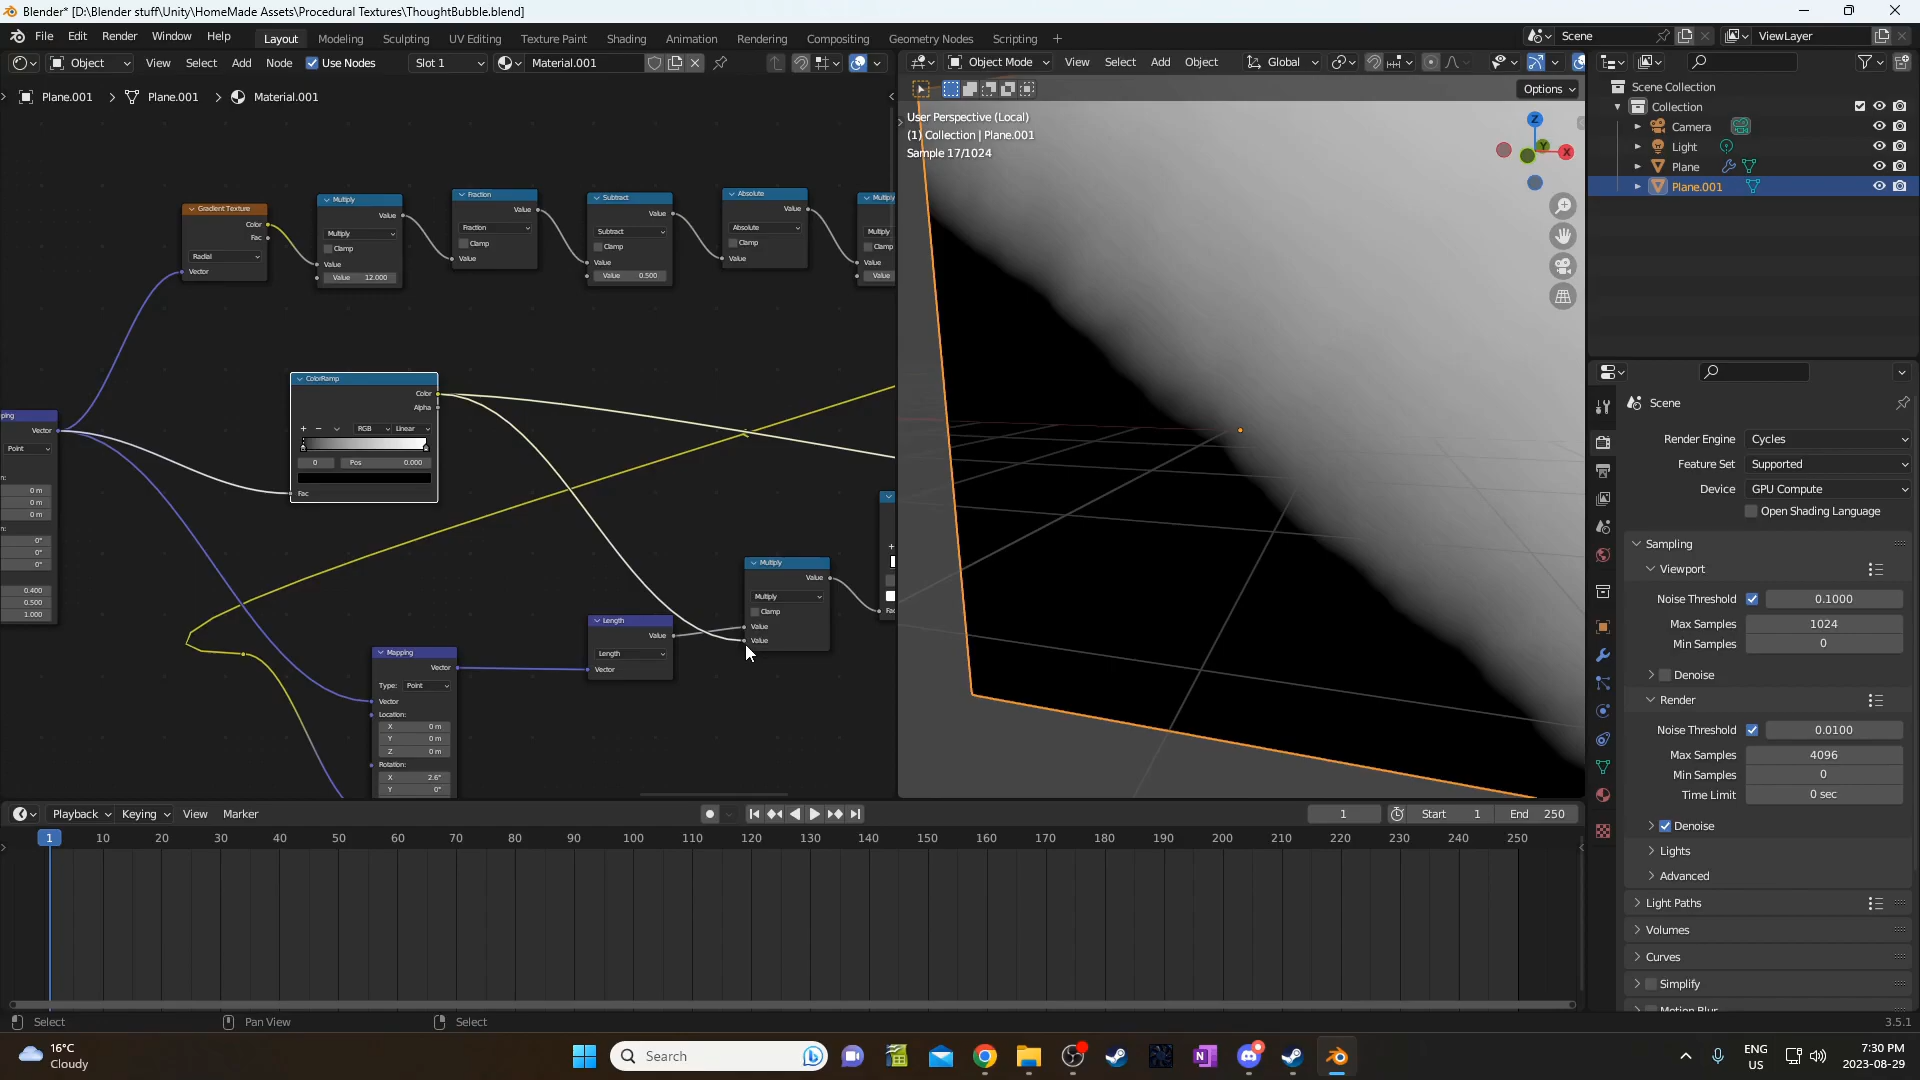 Blender* [D:\Blender stuff\Unity\HomeMade Assets\Procedural Textures\ThoughtBubble.blend]
File Edit Render Window Help
Layout Modeling Sculpting UV Editing Texture Paint Shading Animation Rendering Compositing Geometry Nodes Scripting +
Scene
ViewLayer
Object View Select Add Node Use Nodes Slot 1 Material.001
Plane.001 > Plane.001 > Material.001
Object Mode View Select Add Object Global
Options
User Perspective (Local)
(1) Collection | Plane.001
Sample 17/1024
Z
Y
X
Gradient Texture
Color
Fac
Radial
Vector
Multiply
Value
Multiply
Clamp
Value
Value 12.000
Fraction
Value
Fraction
Clamp
Value
Subtract
Value
Subtract
Clamp
Value
Value 0.500
Absolute
Value
Absolute
Clamp
Value
Multiply
Multiply
Clamp
Value
Value
ping
Vector
Point
n:
0 m
0 m
0 m
n:
0°
0°
0°
0.400
0.500
1.000
ColorRamp
Color
Alpha
RGB Linear
0 Pos 0.000
Fac
Multiply
Value
Multiply
Clamp
Value
Value
Fac
Length
Value
Length
Vector
Mapping
Vector
Type: Point
Vector
Location:
X 0 m
Y 0 m
Z 0 m
Rotation:
X 2.6°
Y 0°
Scene Collection
Collection
Camera
Light
Plane
Plane.001
Scene
Render Engine Cycles
Feature Set Supported
Device GPU Compute
Open Shading Language
Sampling
Viewport
Noise Threshold 0.1000
Max Samples 1024
Min Samples 0
Denoise
Render
Noise Threshold 0.0100
Max Samples 4096
Min Samples 0
Time Limit 0 sec
Denoise
Lights
Advanced
Light Paths
Volumes
Curves
Simplify
Motion Blur
Playback Keying View Marker
1 Start 1 End 250
1 10 20 30 40 50 60 70 80 90 100 110 120 130 140 150 160 170 180 190 200 210 220 230 240 250
Select Pan View Select
3.5.1
16°C
Cloudy
Search
ENG
US
7:30 PM
2023-08-29